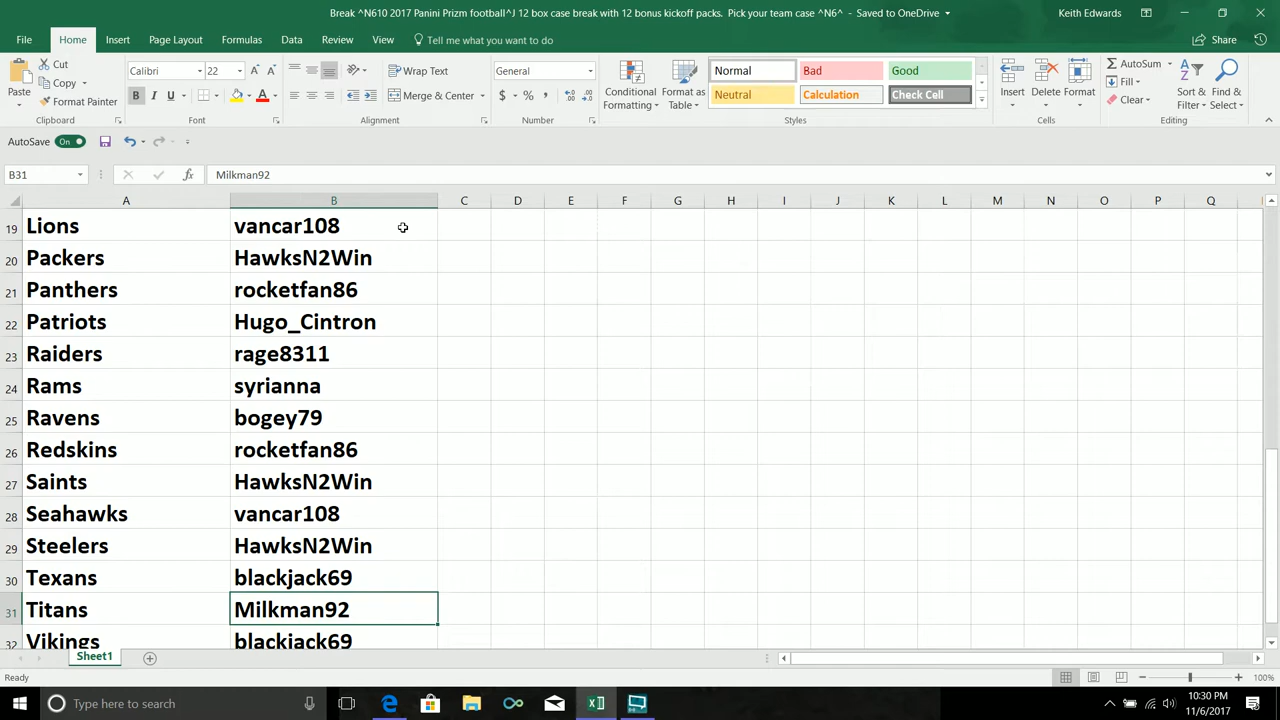 Break ^N610 2017 Panini Prizm football^J 12 box case break with 12 bonus kickoff packs. Pick your team case ^N6^ - Saved to OneDrive
Keith Edwards
File Home Insert Page Layout Formulas Data Review View Tell me what you want to do Share
Paste Cut Copy Format Painter Clipboard
Calibri 22 A A B I U A Font
Wrap Text Merge & Center Alignment
General $ % , Number
Conditional Formatting Format as Table Normal Bad Good Neutral Calculation Check Cell Styles
Insert Delete Format Cells
AutoSum Fill Clear Sort & Filter Find & Select Editing
AutoSave On
B31 fx Milkman92
A B C D E F G H I J K L M N O P Q
19 Lions vancar108
20 Packers HawksN2Win
21 Panthers rocketfan86
22 Patriots Hugo_Cintron
23 Raiders rage8311
24 Rams syrianna
25 Ravens bogey79
26 Redskins rocketfan86
27 Saints HawksN2Win
28 Seahawks vancar108
29 Steelers HawksN2Win
30 Texans blackjack69
31 Titans Milkman92
32 Vikings blackjack69
Sheet1
Ready 100%
Type here to search 10:30 PM
11/6/2017